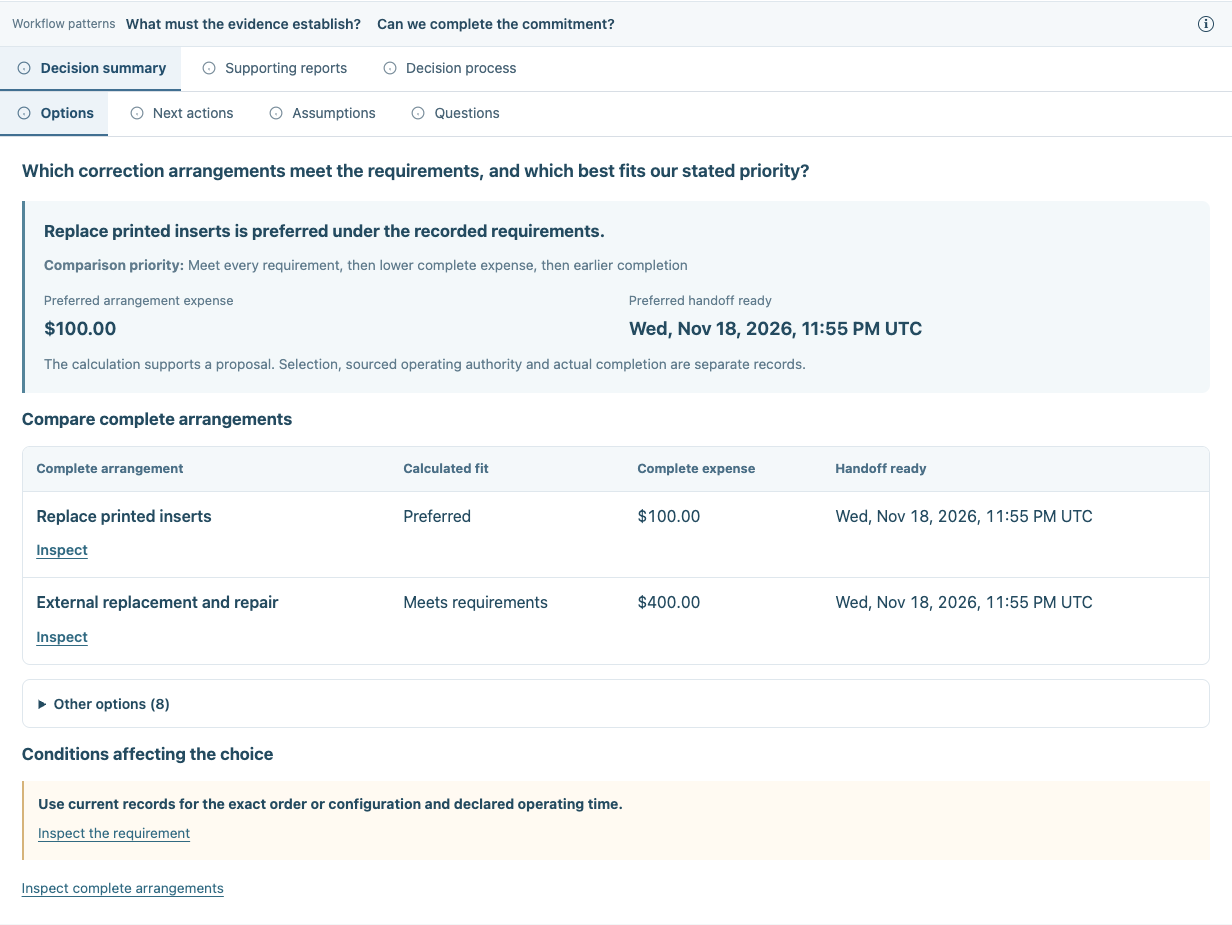 Workflow patterns What must the evidence establish? Can we complete the commitment?
Decision summary Supporting reports Decision process
Options Next actions Assumptions Questions
Which correction arrangements meet the requirements, and which best fits our stated priority?
Replace printed inserts is preferred under the recorded requirements.
Comparison priority: Meet every requirement, then lower complete expense, then earlier completion
Preferred arrangement expense Preferred handoff ready
$100.00 Wed, Nov 18, 2026, 11:55 PM UTC
The calculation supports a proposal. Selection, sourced operating authority and actual completion are separate records.
Compare complete arrangements
Complete arrangement Calculated fit Complete expense Handoff ready
Replace printed inserts Preferred $100.00 Wed, Nov 18, 2026, 11:55 PM UTC
Inspect
External replacement and repair Meets requirements $400.00 Wed, Nov 18, 2026, 11:55 PM UTC
Inspect
Other options (8)
Conditions affecting the choice
Use current records for the exact order or configuration and declared operating time.
Inspect the requirement
Inspect complete arrangements